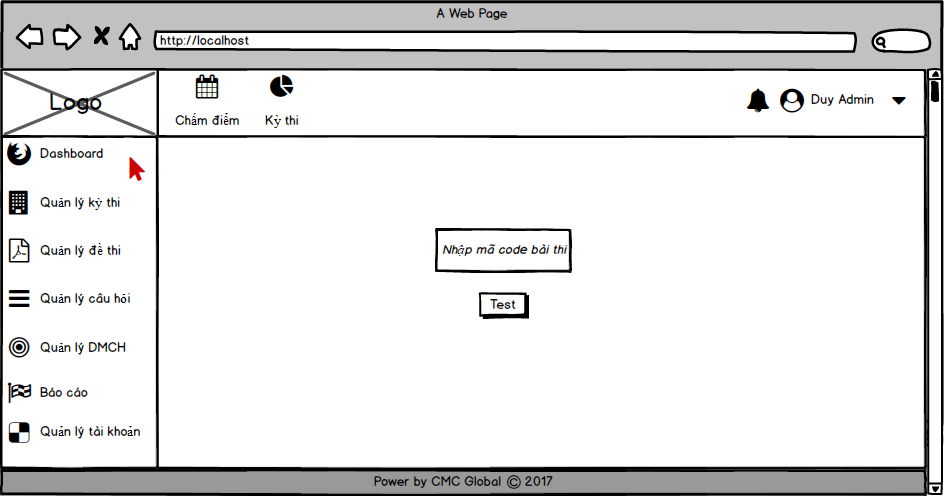 A Web Page
http://localhost
Logo
Chấm điểm
Kỳ thi
Duy Admin
Dashboard
Quản lý kỳ thi
Quản lý đề thi
Quản lý câu hỏi
Quản lý DMCH
Báo cáo
Quản lý tài khoản
Nhập mã code bài thi
Test
Power by CMC Global © 2017